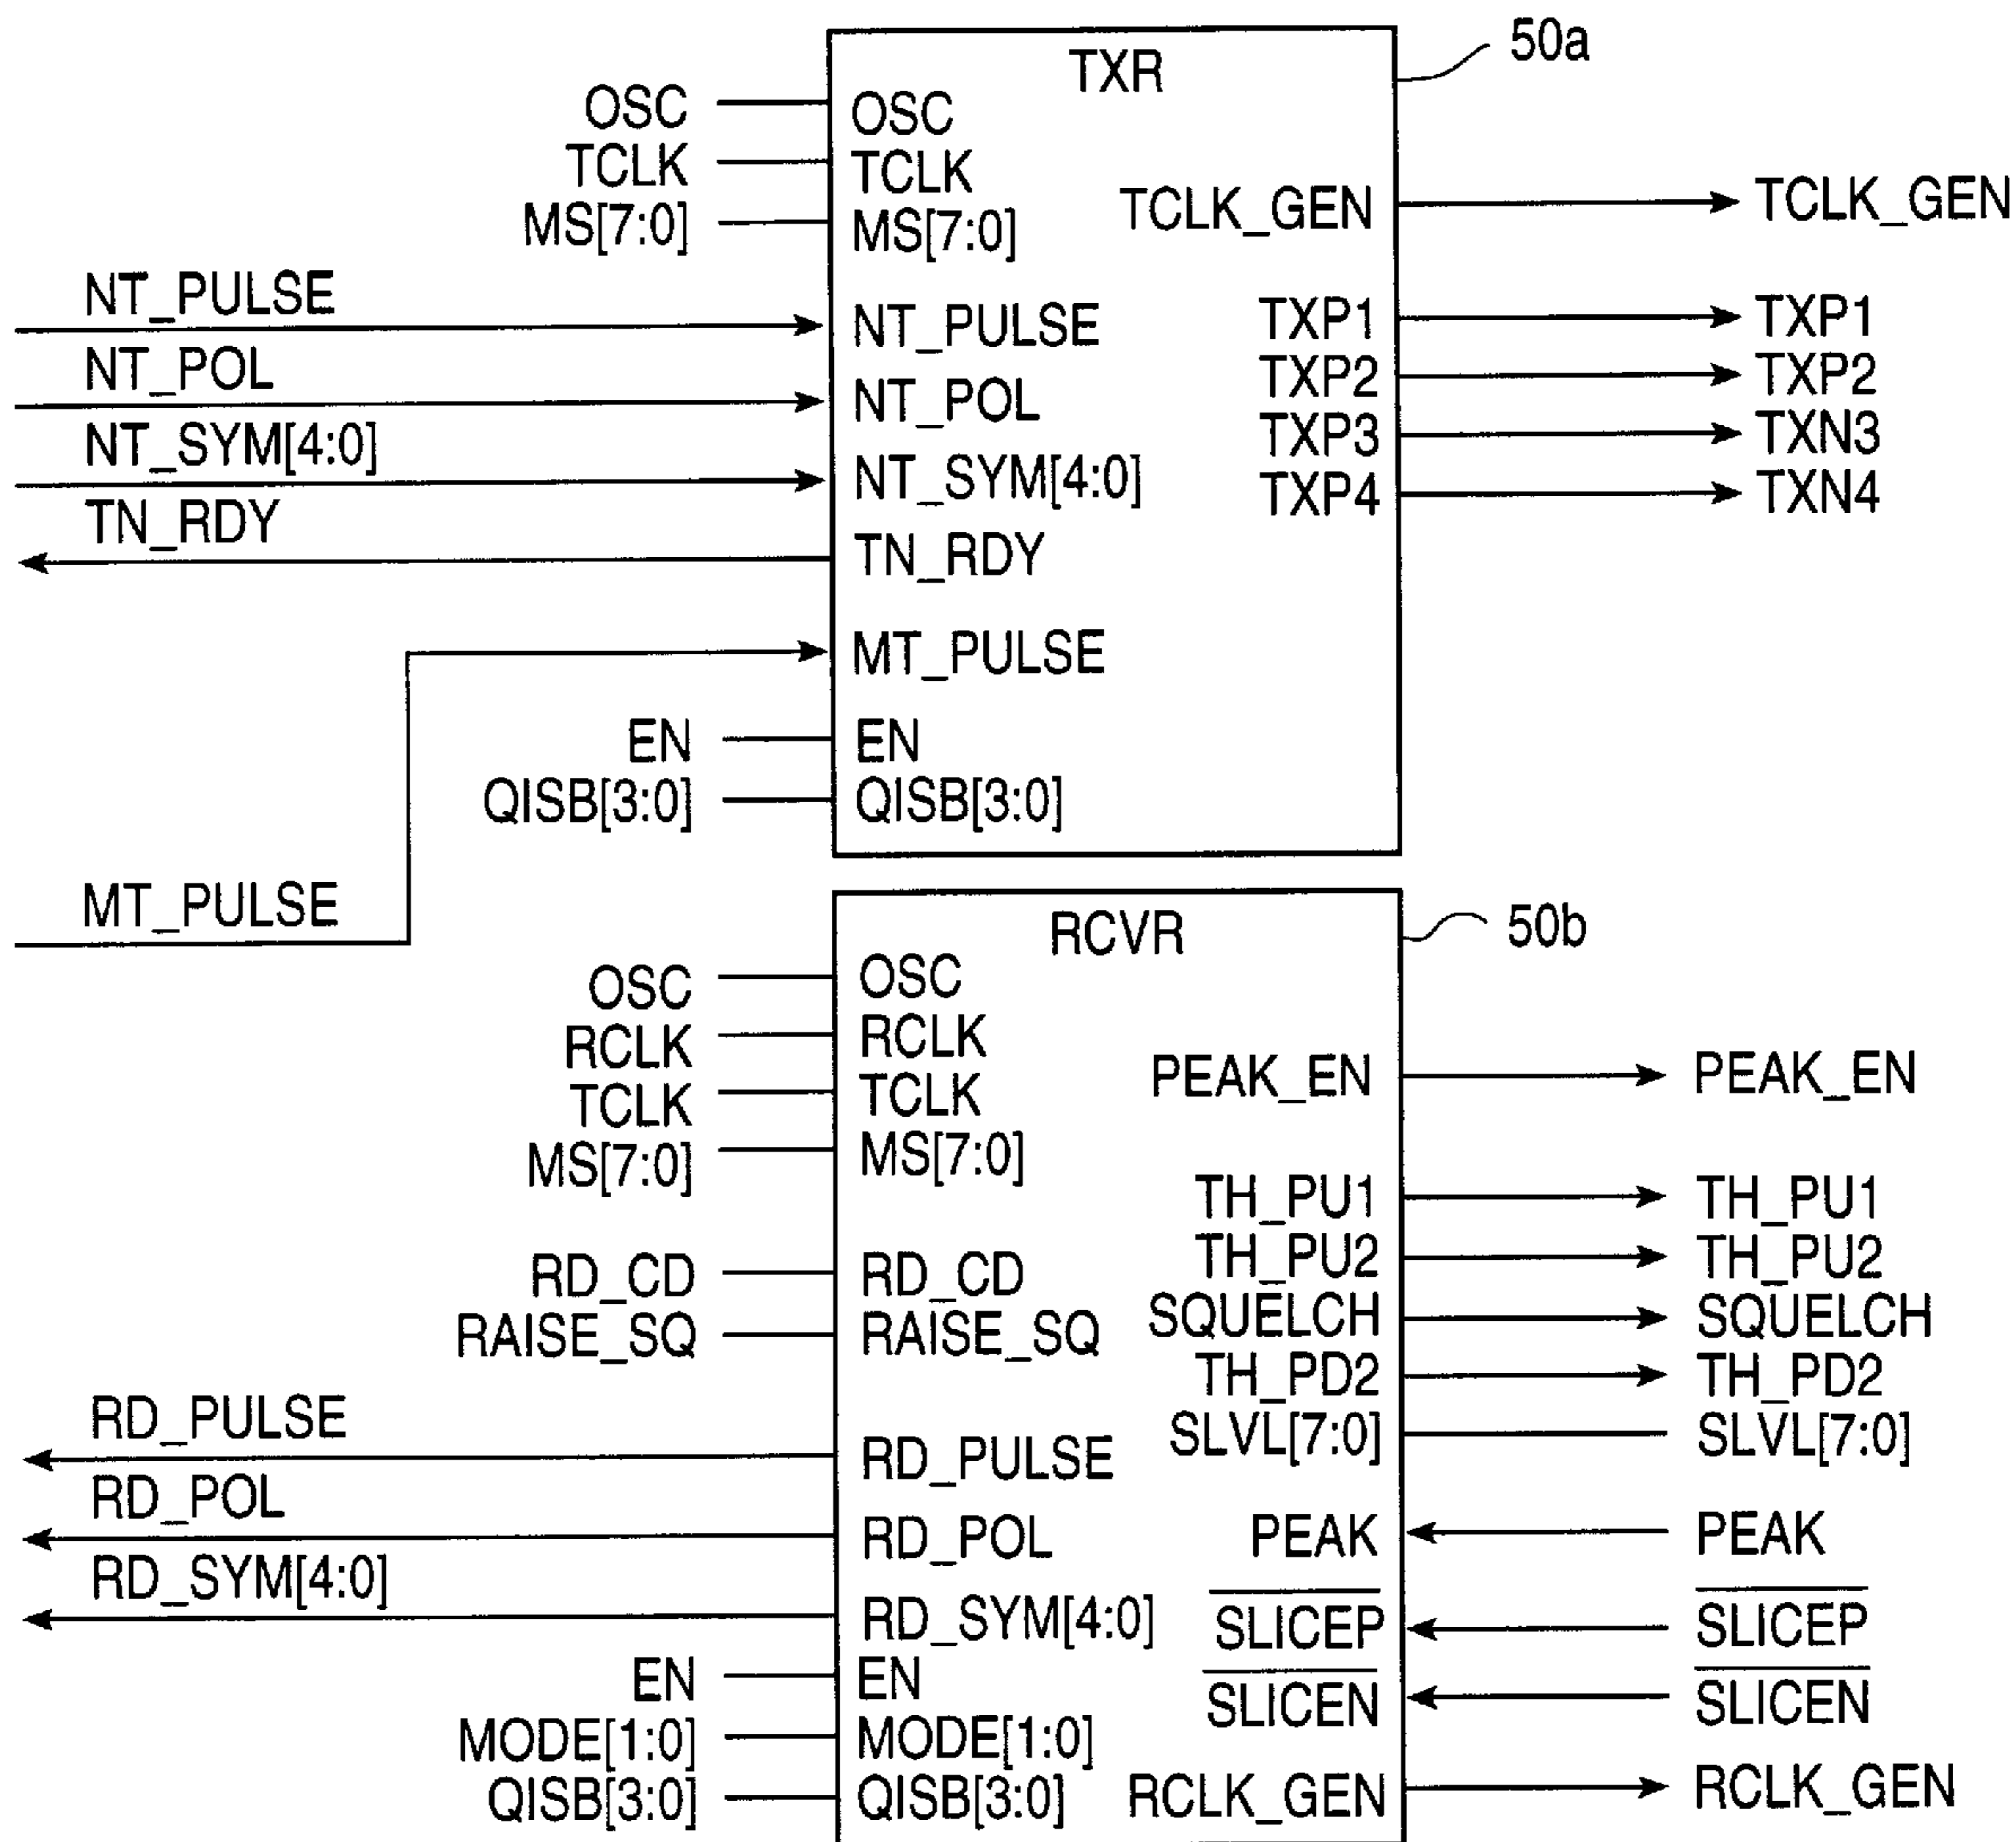 TXR
50a
OSC OSC
TCLK TCLK
MS[7:0] MS[7:0]
TCLK_GEN TCLK_GEN
NT_PULSE NT_PULSE
TXP1 TXP1
NT_POL NT_POL
TXP2 TXP2
NT_SYM[4:0] NT_SYM[4:0]
TXP3 TXN3
TXP4 TXN4
TN_RDY TN_RDY
MT_PULSE
EN EN
QISB[3:0] QISB[3:0]
MT_PULSE
RCVR
50b
OSC OSC
RCLK RCLK
TCLK TCLK
PEAK_EN PEAK_EN
MS[7:0] MS[7:0]
TH_PU1 TH_PU1
RD_CD RD_CD
TH_PU2 TH_PU2
RAISE_SQ RAISE_SQ
SQUELCH SQUELCH
TH_PD2 TH_PD2
RD_PULSE RD_PULSE
SLVL[7:0] SLVL[7:0]
RD_POL RD_POL
PEAK PEAK
RD_SYM[4:0] RD_SYM[4:0]
SLICEP SLICEP
EN EN
SLICEN SLICEN
MODE[1:0] MODE[1:0]
QISB[3:0] QISB[3:0]
RCLK_GEN RCLK_GEN